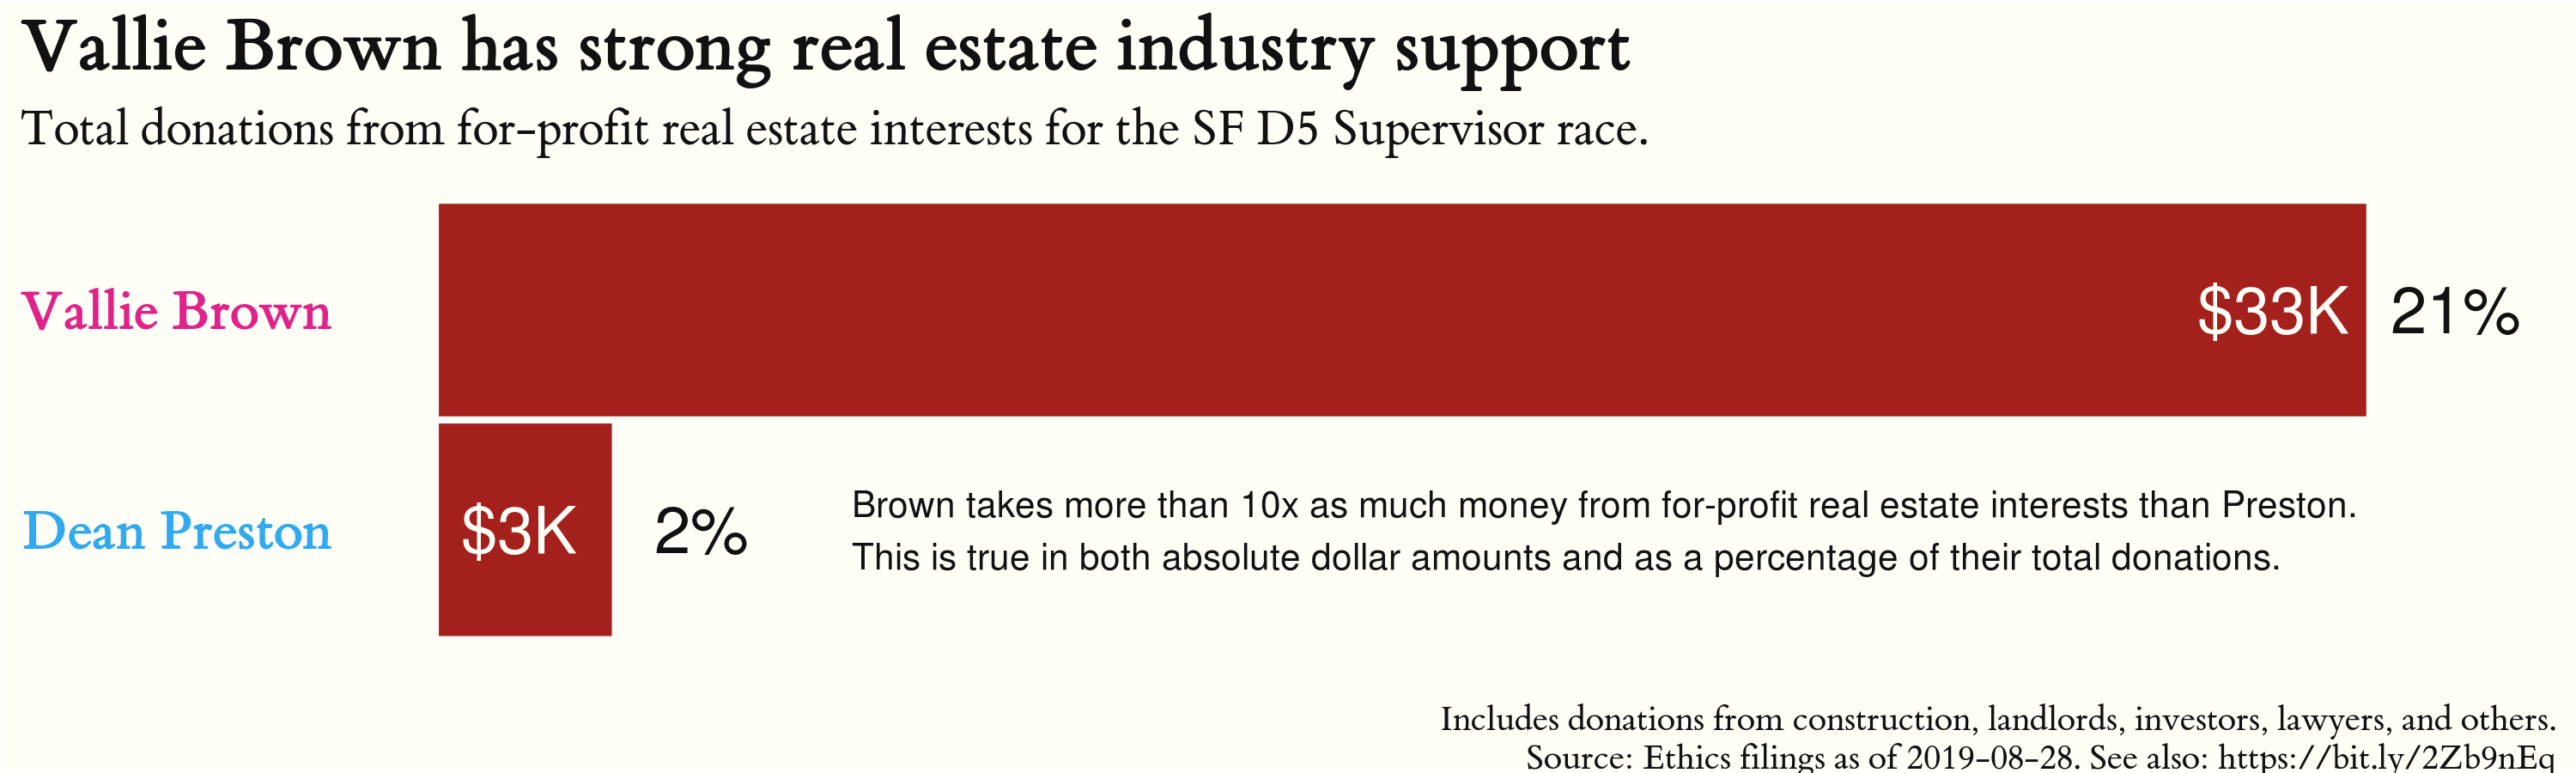 Vallie Brown has strong real estate industry support
Total donations from for-profit real estate interests for the SF D5 Supervisor race.
Vallie Brown
$33K 21%
Dean Preston
$3K 2%
Brown takes more than 10x as much money from for-profit real estate interests than Preston.
This is true in both absolute dollar amounts and as a percentage of their total donations.
Includes donations from construction, landlords, investors, lawyers, and others.
Source: Ethics filings as of 2019-08-28. See also: https://bit.ly/2Zb9nEq